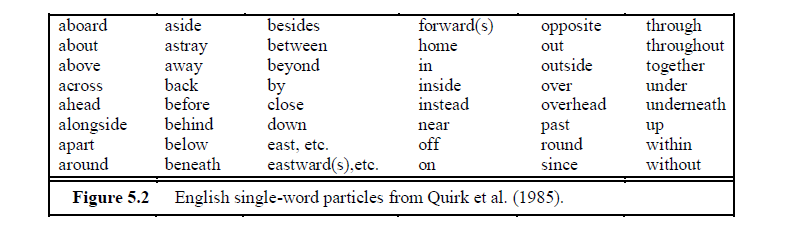 aboard aside besides forward(s) opposite through
about astray between home out throughout
above away beyond in outside together
across back by inside over under
ahead before close instead overhead underneath
alongside behind down near past up
apart below east, etc. off round within
around beneath eastward(s),etc. on since without
Figure 5.2 English single-word particles from Quirk et al. (1985).